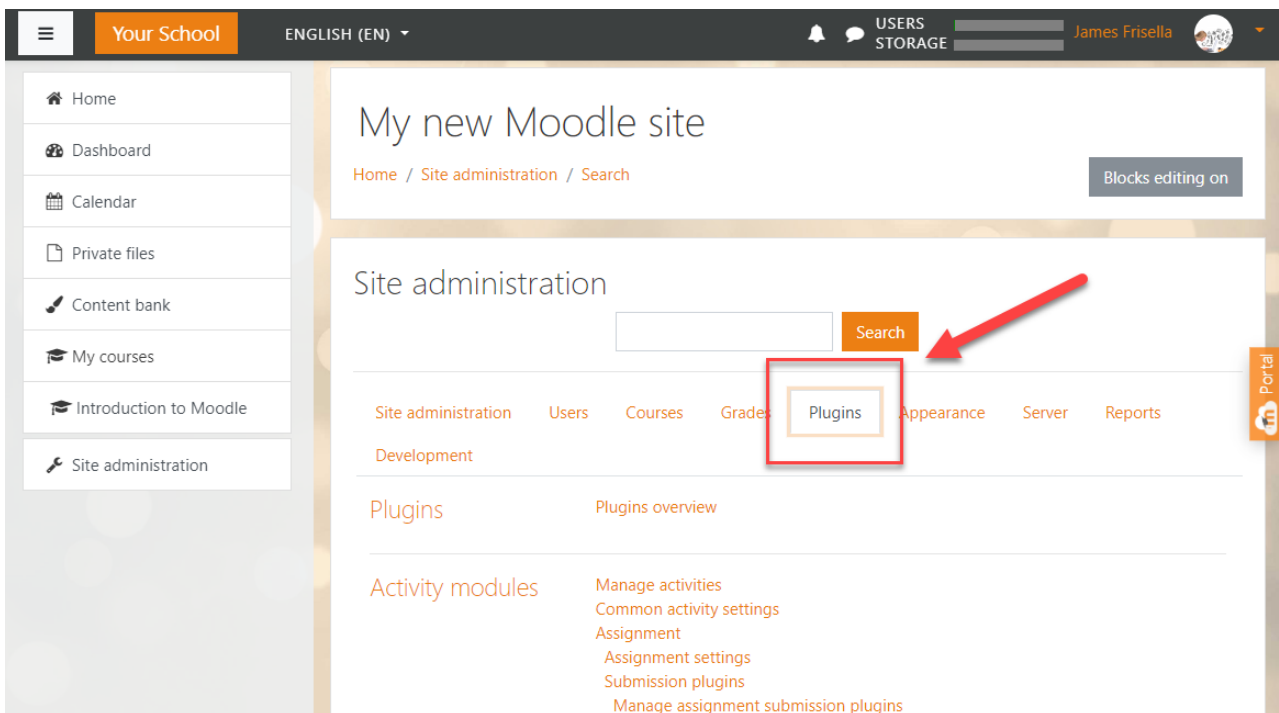 Your School ENGLISH (EN) USERS James Frisella
STORAGE
Home
Dashboard
Calendar
Private files
Content bank
My courses
Introduction to Moodle
Site administration
My new Moodle site
Home / Site administration / Search
Blocks editing on
Site administration
Search
Site administration Users Courses Grades Plugins Appearance Server Reports
Development
Plugins Plugins overview
Activity modules Manage activities
Common activity settings
Assignment
Assignment settings
Submission plugins
Manage assignment submission plugins
Portal